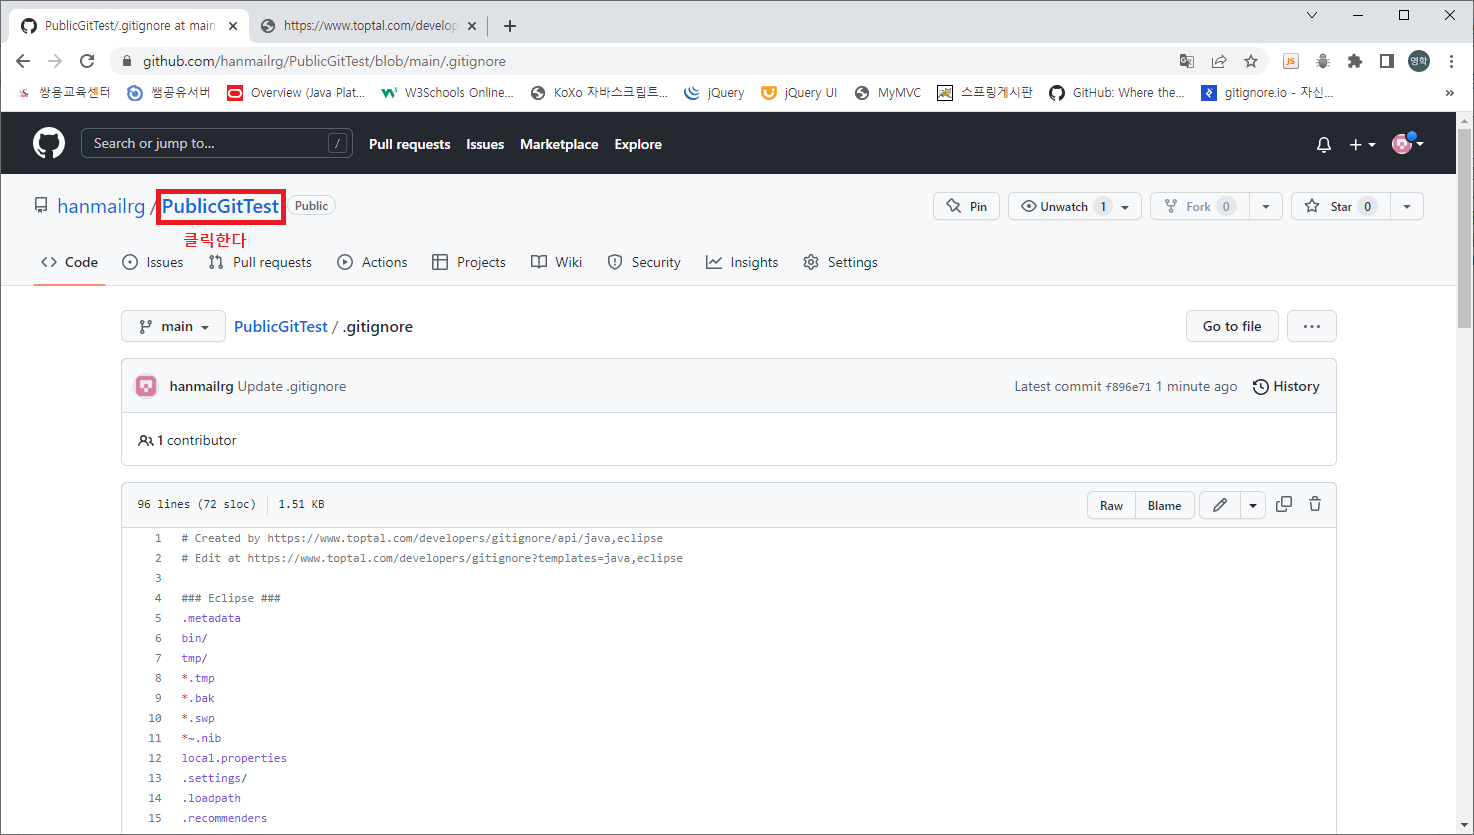 PublicGitTest/.gitignore at main
https://www.toptal.com/develop
github.com/hanmailrg/PublicGitTest/blob/main/.gitignore
JS
영학
쌍용교육센터
쌤공유서버
Overview (Java Plat...
W3Schools Online...
KoXo 자바스크립트...
jQuery
jQuery UI
MyMVC
스프링게시판
GitHub: Where the...
gitignore.io - 자신...
»
Search or jump to...
/
Pull requests
Issues
Marketplace
Explore
hanmailrg / PublicGitTest
Public
Pin
Unwatch 1
Fork 0
Star 0
클릭한다
Code
Issues
Pull requests
Actions
Projects
Wiki
Security
Insights
Settings
main
PublicGitTest / .gitignore
Go to file
...
hanmailrg Update .gitignore
Latest commit f896e71 1 minute ago
History
1 contributor
96 lines (72 sloc)
1.51 KB
Raw
Blame
1 # Created by https://www.toptal.com/developers/gitignore/api/java,eclipse
2 # Edit at https://www.toptal.com/developers/gitignore?templates=java,eclipse
3
4 ### Eclipse ###
5 .metadata
6 bin/
7 tmp/
8 *.tmp
9 *.bak
10 *.swp
11 *~.nib
12 local.properties
13 .settings/
14 .loadpath
15 .recommenders